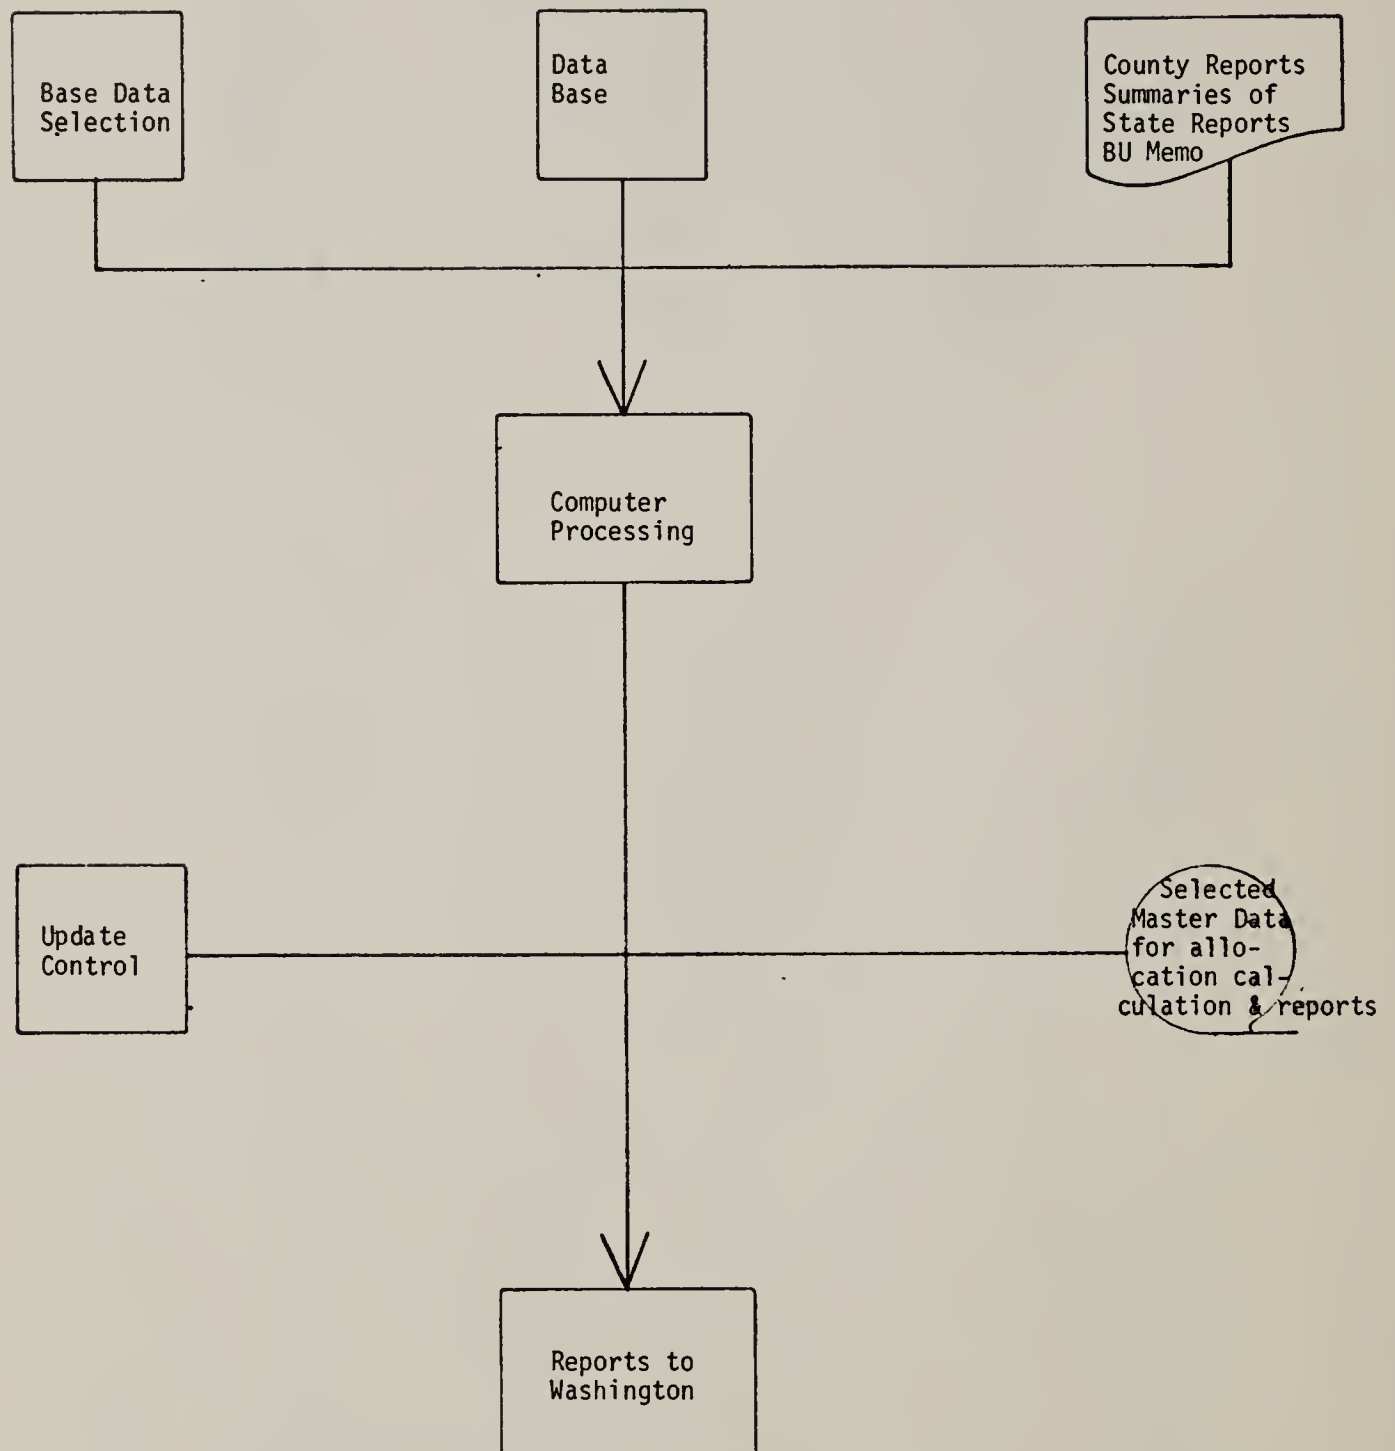 Base Data
Selection
Data
Base
County Reports
Summaries of
State Reports
BU Memo
Computer
Processing
Update
Control
Selected
Master Data
for allo-
cation cal-
culation & reports
Reports to
Washington